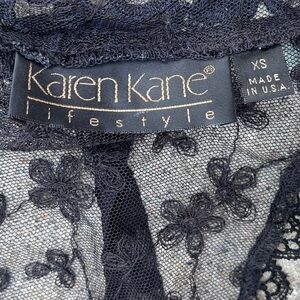 Karen Kane®
lifestyle
XS
MADE
IN U.S.A.